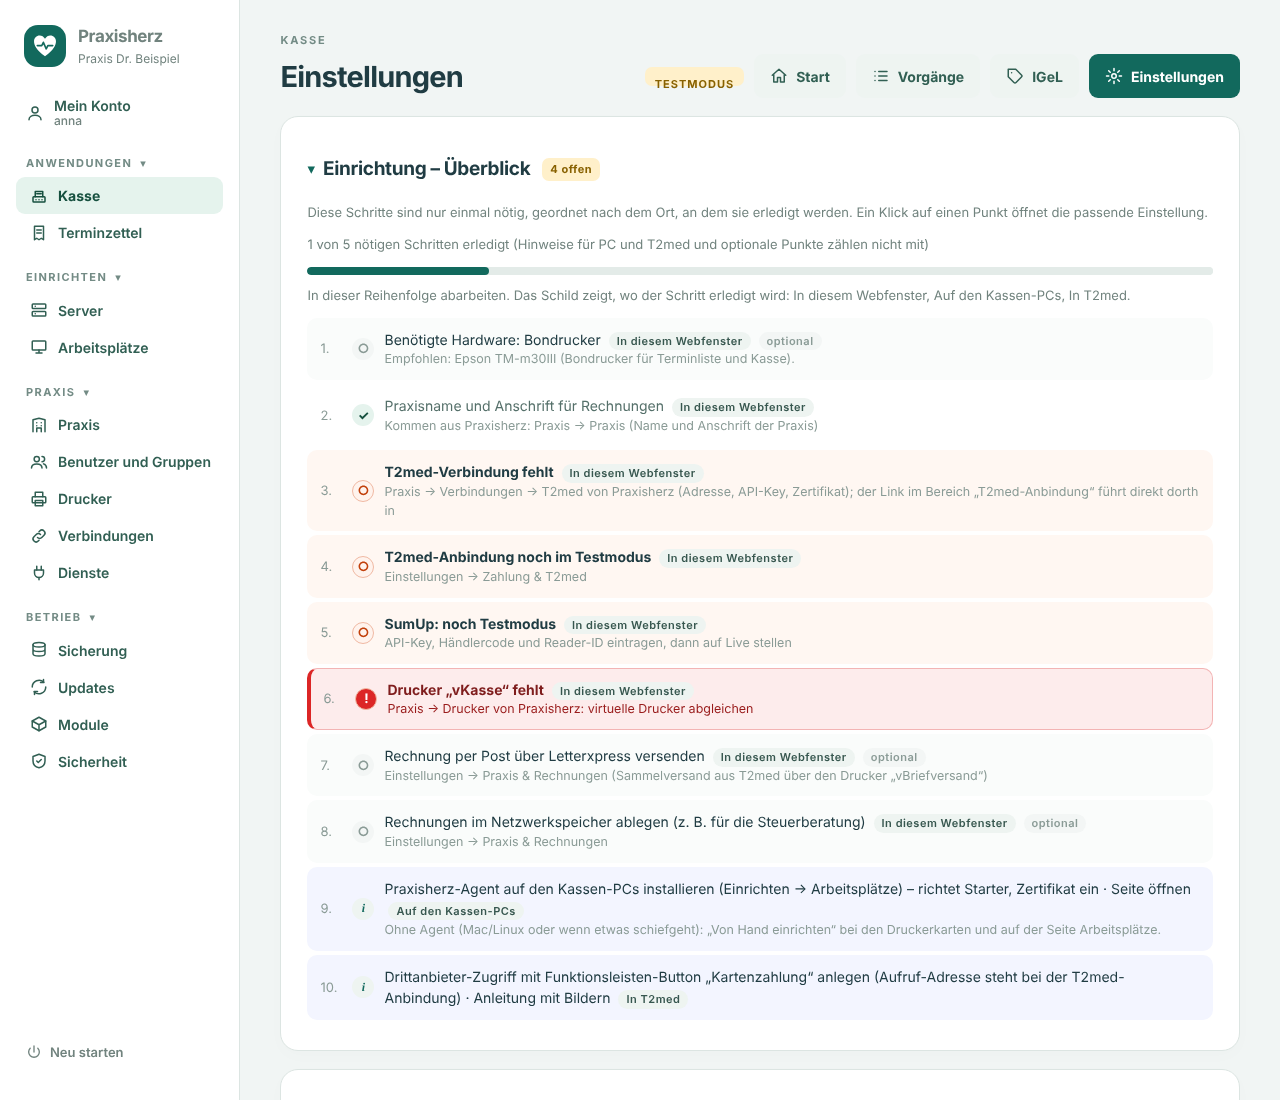 Praxisherz
Praxis Dr. Beispiel
Mein Konto
anna
ANWENDUNGEN ▾
Kasse
Terminzettel
EINRICHTEN ▾
Server
Arbeitsplätze
PRAXIS ▾
Praxis
Benutzer und Gruppen
Drucker
Verbindungen
Dienste
BETRIEB ▾
Sicherung
Updates
Module
Sicherheit
Neu starten
KASSE
Einstellungen
TESTMODUS
Start
Vorgänge
IGeL
Einstellungen
▾ Einrichtung – Überblick 4 offen
Diese Schritte sind nur einmal nötig, geordnet nach dem Ort, an dem sie erledigt werden. Ein Klick auf einen Punkt öffnet die passende Einstellung.
1 von 5 nötigen Schritten erledigt (Hinweise für PC und T2med und optionale Punkte zählen nicht mit)
In dieser Reihenfolge abarbeiten. Das Schild zeigt, wo der Schritt erledigt wird: In diesem Webfenster, Auf den Kassen-PCs, In T2med.
1. Benötigte Hardware: Bondrucker In diesem Webfenster optional
Empfohlen: Epson TM-m30III (Bondrucker für Terminliste und Kasse).
2. Praxisname und Anschrift für Rechnungen In diesem Webfenster
Kommen aus Praxisherz: Praxis → Praxis (Name und Anschrift der Praxis)
3. T2med-Verbindung fehlt In diesem Webfenster
Praxis → Verbindungen → T2med von Praxisherz (Adresse, API-Key, Zertifikat); der Link im Bereich „T2med-Anbindung“ führt direkt dorth
in
4. T2med-Anbindung noch im Testmodus In diesem Webfenster
Einstellungen → Zahlung & T2med
5. SumUp: noch Testmodus In diesem Webfenster
API-Key, Händlercode und Reader-ID eintragen, dann auf Live stellen
6. ! Drucker „vKasse“ fehlt In diesem Webfenster
Praxis → Drucker von Praxisherz: virtuelle Drucker abgleichen
7. Rechnung per Post über Letterxpress versenden In diesem Webfenster optional
Einstellungen → Praxis & Rechnungen (Sammelversand aus T2med über den Drucker „vBriefversand“)
8. Rechnungen im Netzwerkspeicher ablegen (z. B. für die Steuerberatung) In diesem Webfenster optional
Einstellungen → Praxis & Rechnungen
9. i Praxisherz-Agent auf den Kassen-PCs installieren (Einrichten → Arbeitsplätze) – richtet Starter, Zertifikat ein · Seite öffnen
Auf den Kassen-PCs
Ohne Agent (Mac/Linux oder wenn etwas schiefgeht): „Von Hand einrichten“ bei den Druckerkarten und auf der Seite Arbeitsplätze.
10. i Drittanbieter-Zugriff mit Funktionsleisten-Button „Kartenzahlung“ anlegen (Aufruf-Adresse steht bei der T2med-
Anbindung) · Anleitung mit Bildern In T2med